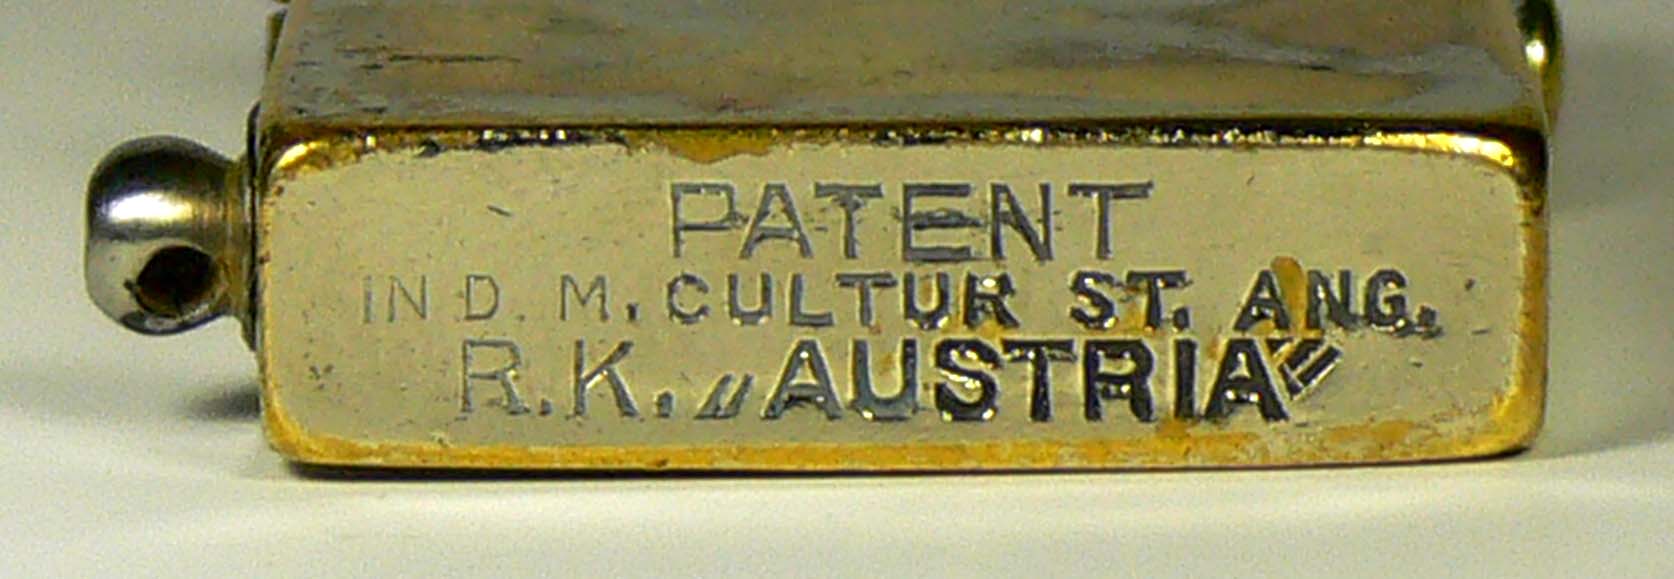 PATENT
IN D. M. CULTUR ST. ANG.
R.K. „AUSTRIA"